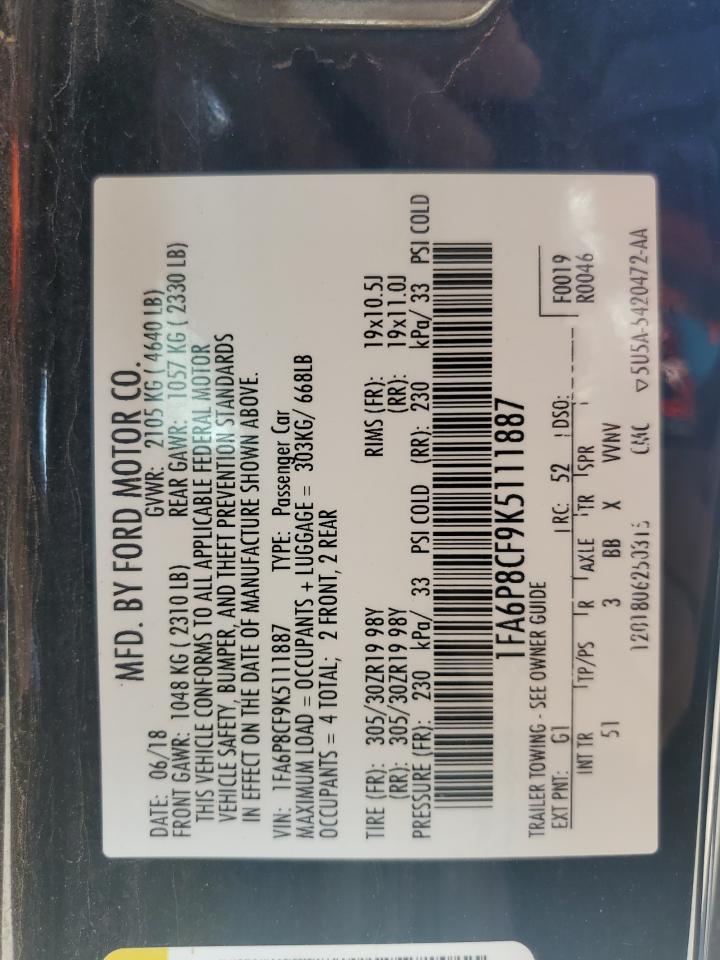 MFD. BY FORD MOTOR CO.
DATE: 06/18 GVWR: 2105 KG ( 4640 LB)
FRONT GAWR: 1048 KG ( 2310 LB) REAR GAWR: 1057 KG ( 2330 LB)
THIS VEHICLE CONFORMS TO ALL APPLICABLE FEDERAL MOTOR
VEHICLE SAFETY, BUMPER, AND THEFT PREVENTION STANDARDS
IN EFFECT ON THE DATE OF MANUFACTURE SHOWN ABOVE.
VIN: 1FA6P8CF9K5111887 TYPE: Passenger Car
MAXIMUM LOAD = OCCUPANTS + LUGGAGE = 303KG/ 668LB
OCCUPANTS = 4 TOTAL; 2 FRONT, 2 REAR
TIRE (FR): 305/30ZR19 98Y RIMS (FR): 19x10.5J
(RR): 305/30ZR19 98Y (RR): 19x11.0J
PRESSURE (FR): 230 kPa/ 33 PSI COLD (RR): 230 kPa/ 33 PSI COLD
1FA6P8CF9K5111887
TRAILER TOWING - SEE OWNER GUIDE
EXT PNT: G1 RC: 52 DSO: F0019
R0046
INT TR TP/PS R AXLE TR SPR
51 3 BB X VVNV
12018062503 CMC ▽5U5A-5420472-AA